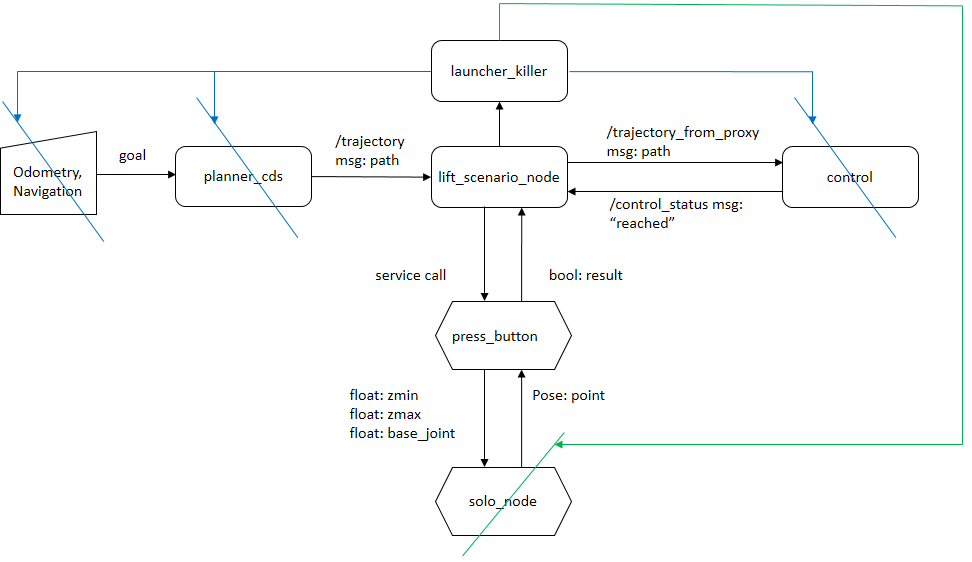 launcher_killer
/trajectory
msg: path
/trajectory_from_proxy
msg: path
goal
Odometry,
Navigation
planner_cds
lift_scenario_node
control
/control_status msg:
“reached”
service call
bool: result
press_button
float: zmin
float: zmax
float: base_joint
Pose: point
solo_node